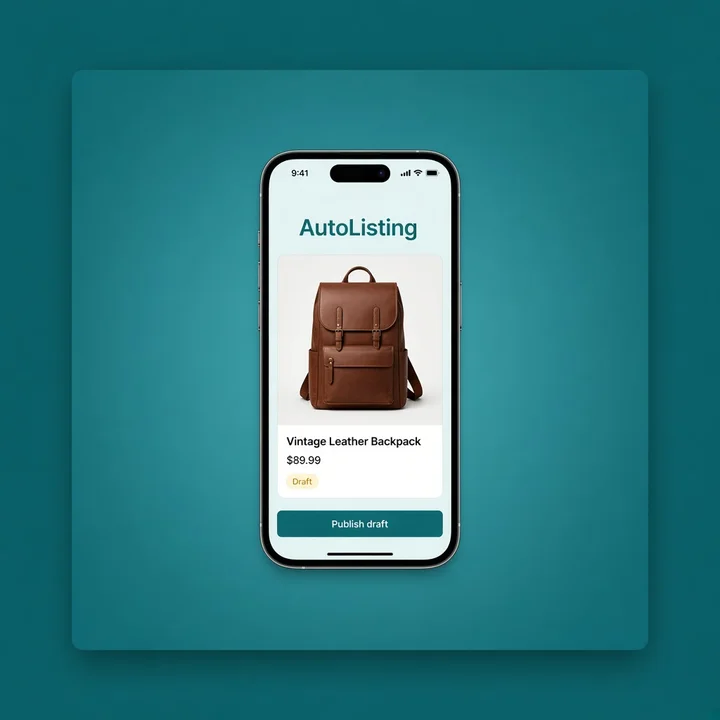 9:41
AutoListing
Vintage Leather Backpack
$89.99
Draft
Publish draft